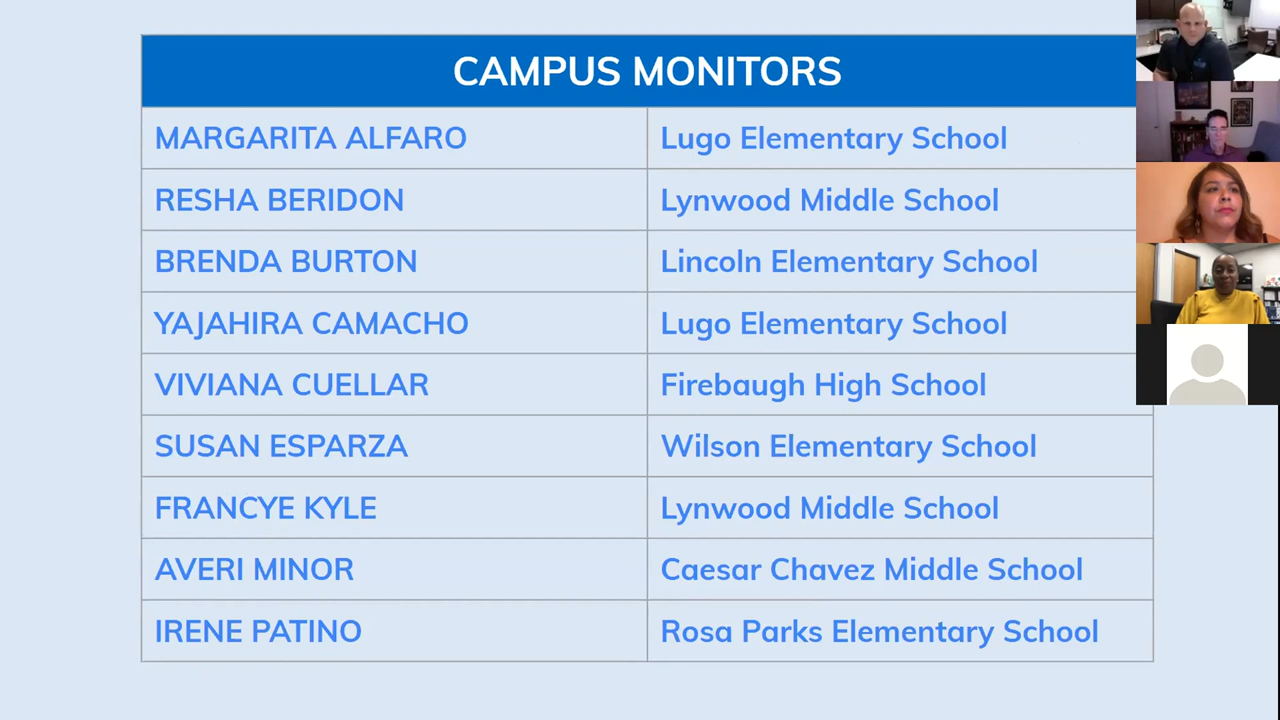 CAMPUS MONITORS
MARGARITA ALFARO Lugo Elementary School
RESHA BERIDON Lynwood Middle School
BRENDA BURTON Lincoln Elementary School
YAJAHIRA CAMACHO Lugo Elementary School
VIVIANA CUELLAR Firebaugh High School
SUSAN ESPARZA Wilson Elementary School
FRANCYE KYLE Lynwood Middle School
AVERI MINOR Caesar Chavez Middle School
IRENE PATINO Rosa Parks Elementary School